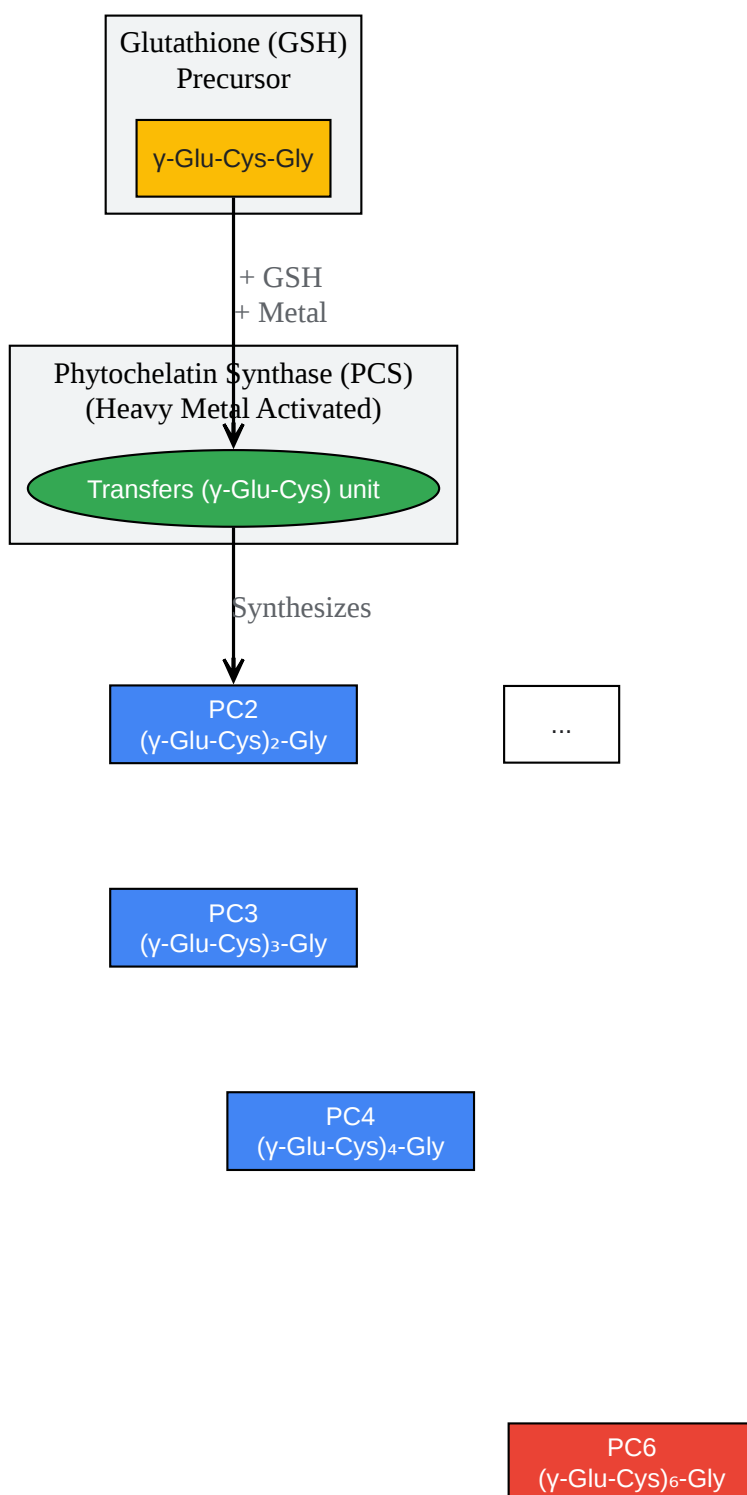 Glutathione (GSH)
Precursor
γ-Glu-Cys-Gly
+ GSH
+ Metal
Phytochelatin Synthase (PCS)
(Heavy Metal Activated)
Transfers (γ-Glu-Cys) unit
Synthesizes
PC2
(γ-Glu-Cys)₂-Gly
...
PC3
(γ-Glu-Cys)₃-Gly
PC4
(γ-Glu-Cys)₄-Gly
PC6
(γ-Glu-Cys)₆-Gly